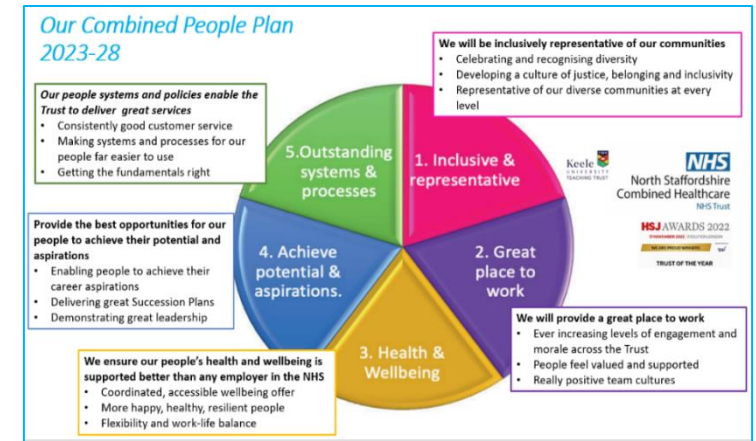 Our Combined People Plan
2023-28
We will be inclusively representative of our communities
• Celebrating and recognising diversity
• Developing a culture of justice, belonging and inclusivity
• Representative of our diverse communities at every
level
Our people systems and policies enable the
Trust to deliver great services
• Consistently good customer service
• Making systems and processes for our
people far easier to use
• Getting the fundamentals right
5.Outstanding
systems &
processes
1. Inclusive &
representative
Keele
UNIVERSITY
TEACHING TRUST
NHS
North Staffordshire
Combined Healthcare
NHS Trust
HSJ AWARDS 2022
TRUST OF THE YEAR
Provide the best opportunities for our
people to achieve their potential and
aspirations
• Enabling people to achieve their
career aspirations
• Delivering great Succession Plans
• Demonstrating great leadership
4. Achieve
potential &
aspirations.
2. Great
place to
work
We will provide a great place to work
• Ever increasing levels of engagement and
morale across the Trust
• People feel valued and supported
• Really positive team cultures
3. Health &
Wellbeing
We ensure our people's health and wellbeing is
supported better than any employer in the NHS
• Coordinated, accessible wellbeing offer
• More happy, healthy, resilient people
• Flexibility and work-life balance